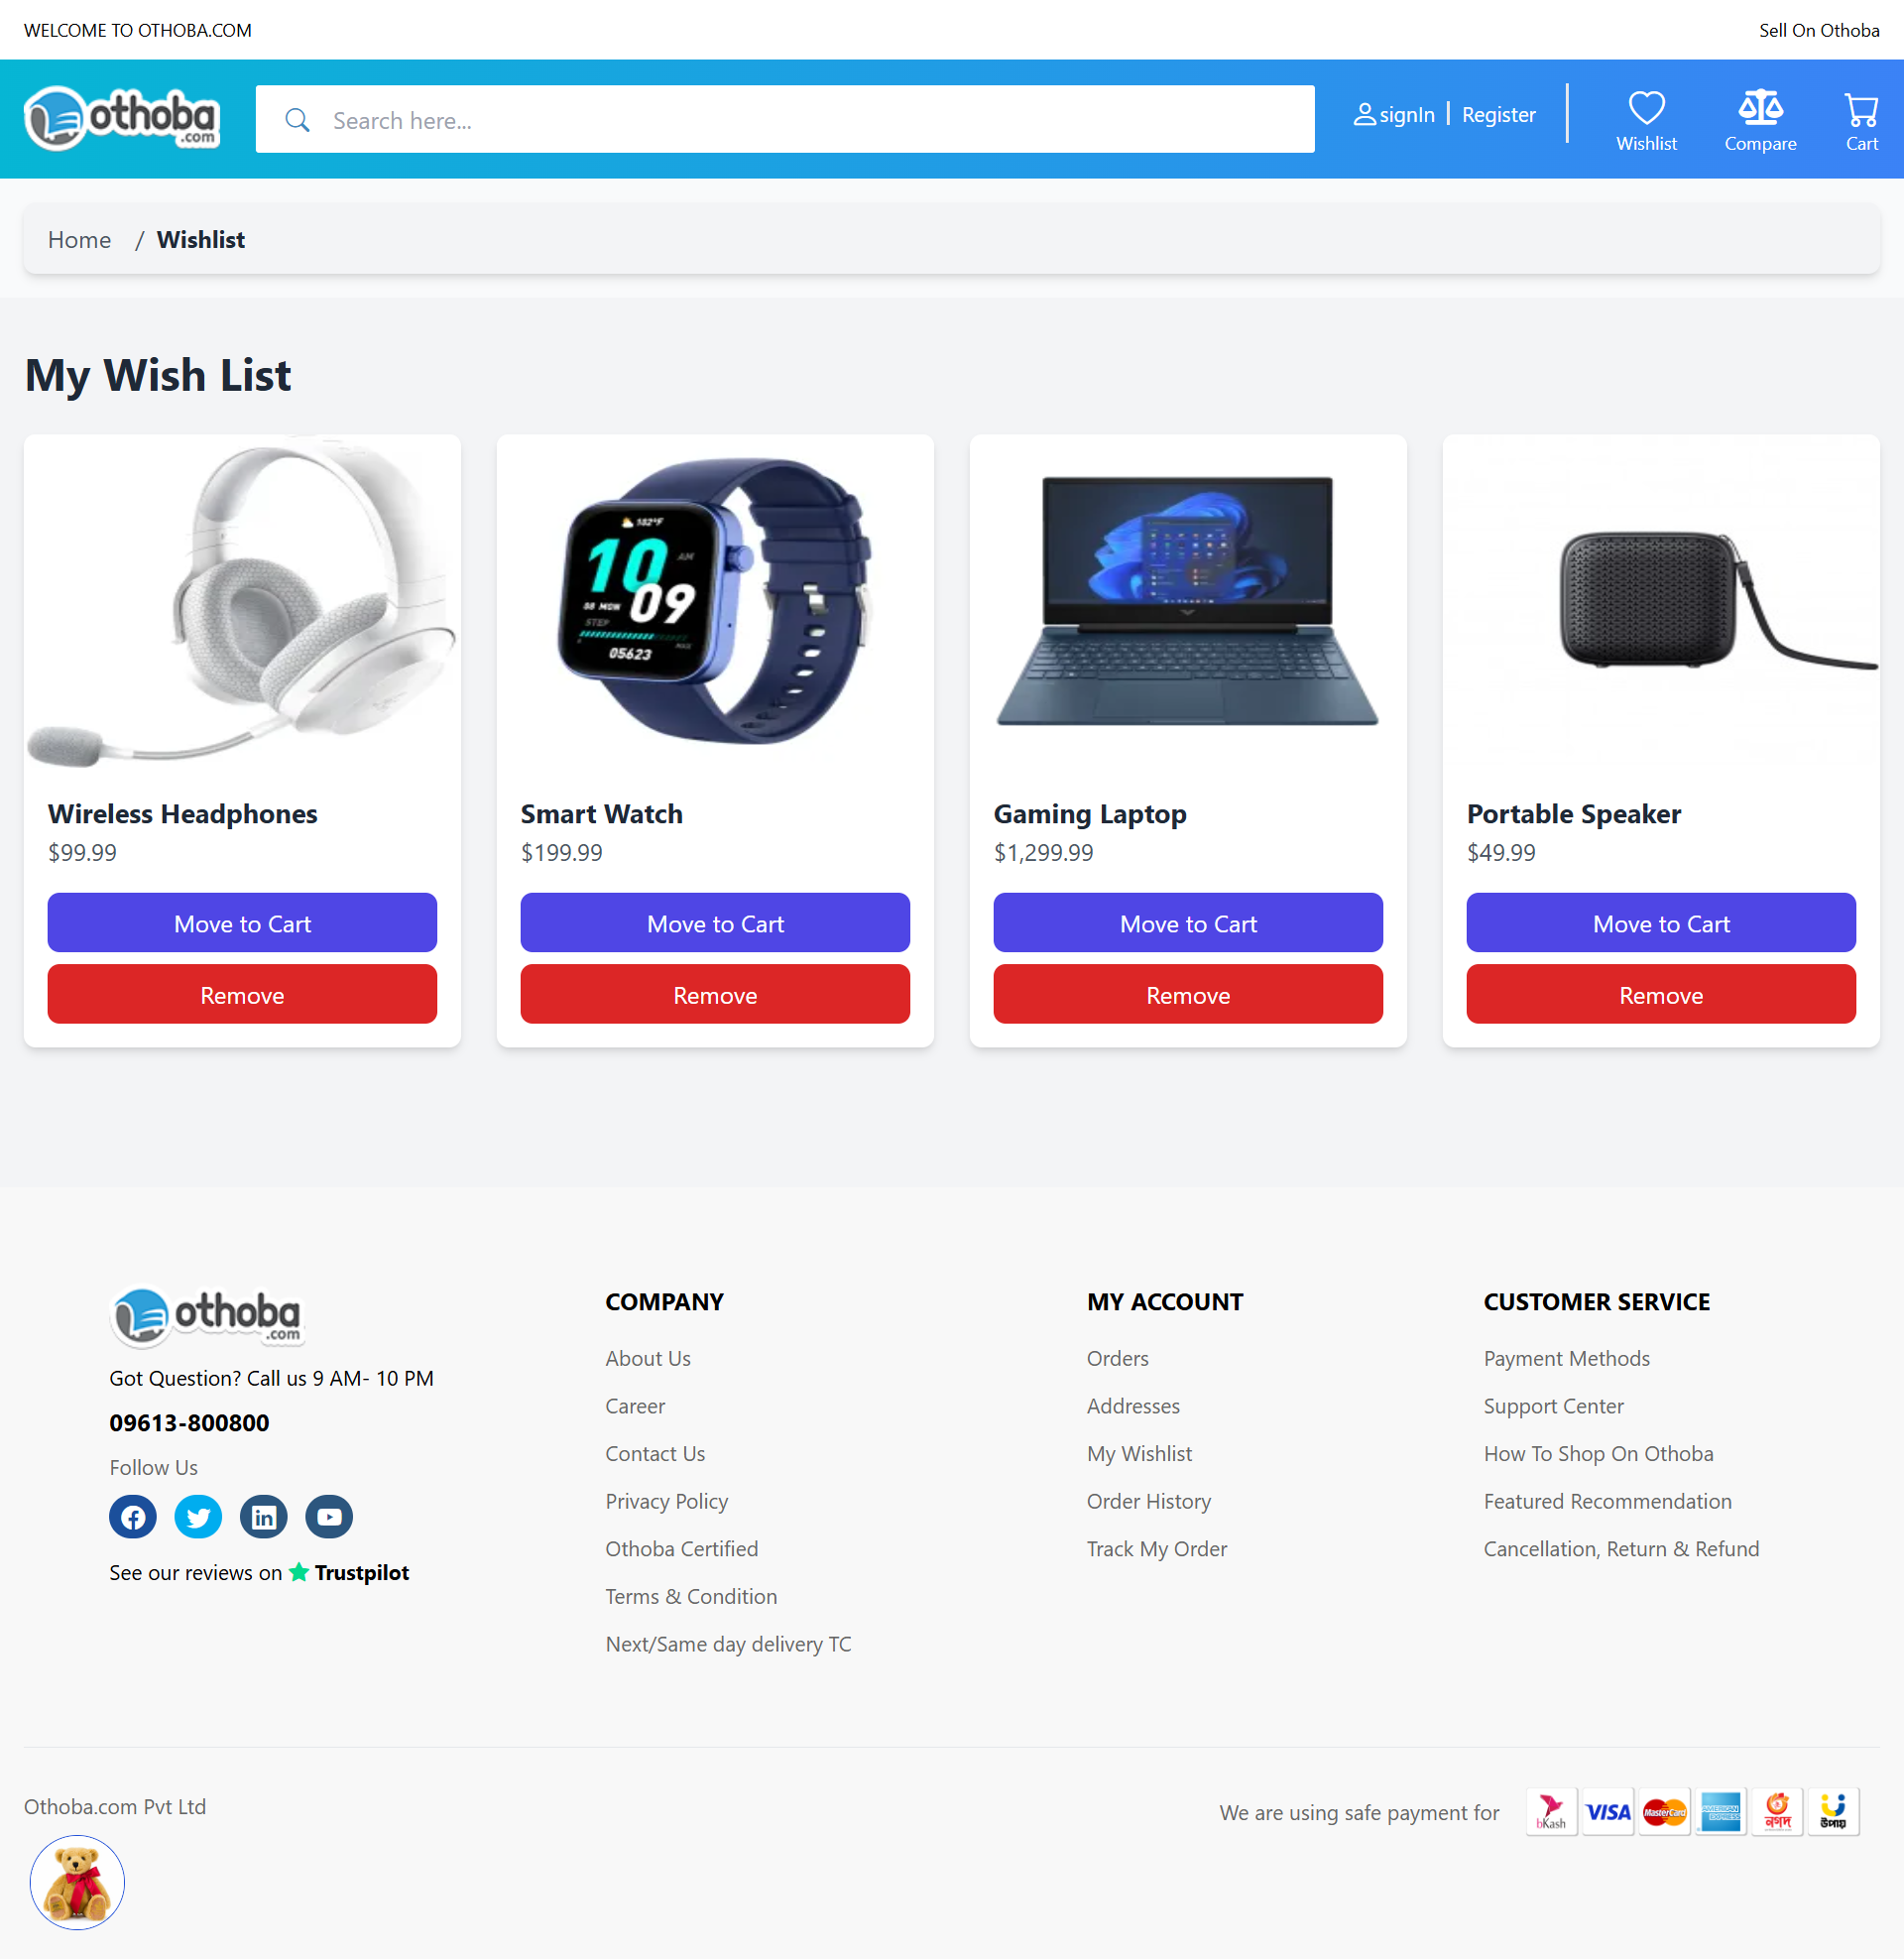 WELCOME TO OTHOBA.COM
Sell On Othoba
othoba
.com
Search here...
signIn | Register
Wishlist
Compare
Cart
Home / Wishlist
My Wish List
102°F
10 AM
08 MON 09
STEP
05623
Wireless Headphones
$99.99
Move to Cart
Remove
Smart Watch
$199.99
Move to Cart
Remove
Gaming Laptop
$1,299.99
Move to Cart
Remove
Portable Speaker
$49.99
Move to Cart
Remove
othoba
.com
Got Question? Call us 9 AM- 10 PM
09613-800800
Follow Us
See our reviews on Trustpilot
COMPANY
About Us
Career
Contact Us
Privacy Policy
Othoba Certified
Terms & Condition
Next/Same day delivery TC
MY ACCOUNT
Orders
Addresses
My Wishlist
Order History
Track My Order
CUSTOMER SERVICE
Payment Methods
Support Center
How To Shop On Othoba
Featured Recommendation
Cancellation, Return & Refund
Othoba.com Pvt Ltd
We are using safe payment for
bKash
VISA
MasterCard
AMERICAN EXPRESS
নগদ
উপায়